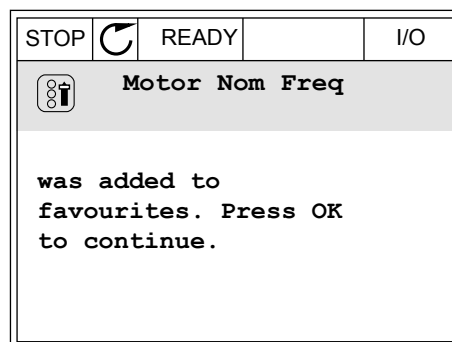 STOP READY I/O
Motor Nom Freq
was added to
favourites. Press OK
to continue.